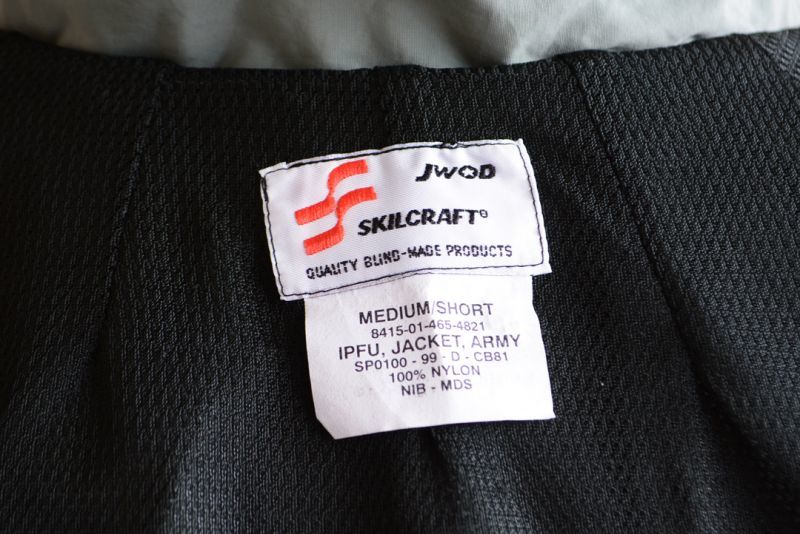 JWOD
SKILCRAFT®
QUALITY BLIND-MADE PRODUCTS
MEDIUM/SHORT
8415-01-465-4821
IPFU, JACKET, ARMY
SP0100 - 99 - D - CB81
100% NYLON
NIB - MDS